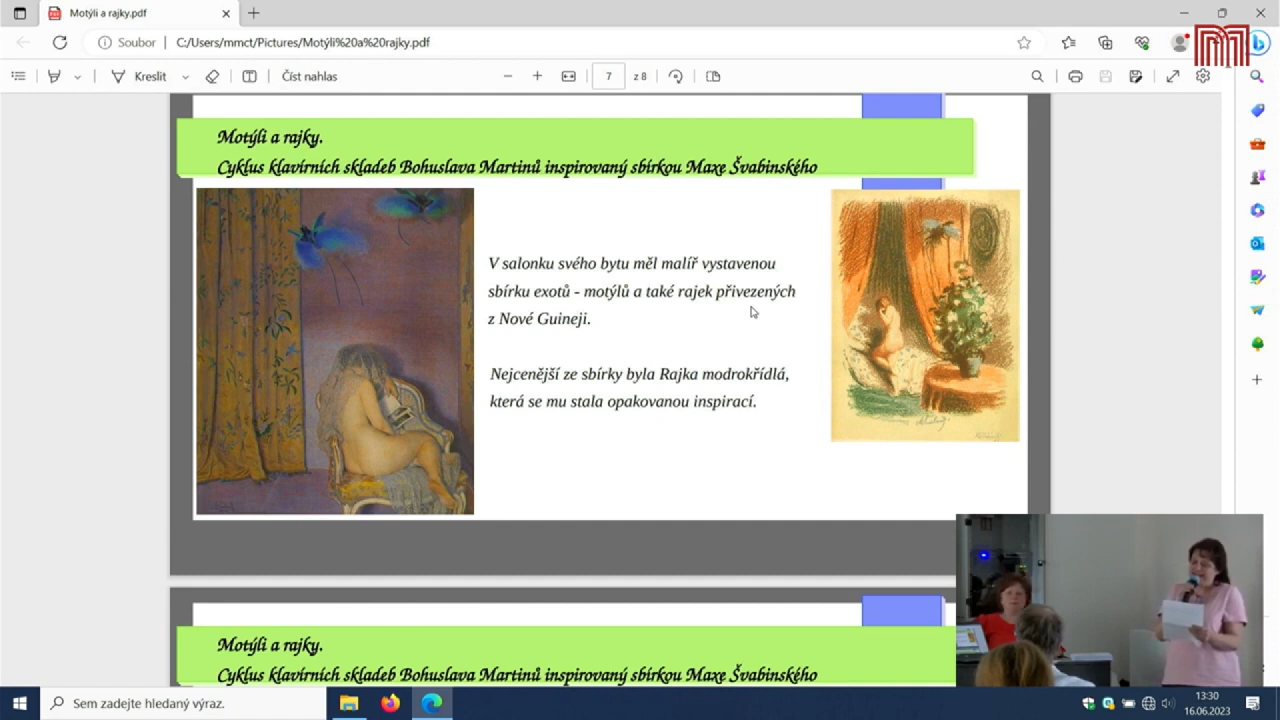 Motýli a rajky.pdf
Soubor
C:/Users/mmct/Pictures/Motýli%20a%20rajky.pdf
Kreslit
Číst nahlas
7
z 8
Motýli a rajky.
Cyklus klavírních skladeb Bohuslava Martinů inspirovaný sbírkou Maxe Švabinského
V salonku svého bytu měl malíř vystavenou
sbírku exotů - motýlů a také rajek přivezených
z Nové Guineji.
Nejcenější ze sbírky byla Rajka modrokřídlá,
která se mu stala opakovanou inspirací.
Motýli a rajky.
Cyklus klavírních skladeb Bohuslava Martinů inspirovaný sbírkou Maxe Švabinského
Sem zadejte hledaný výraz.
13:30
16.06.2023